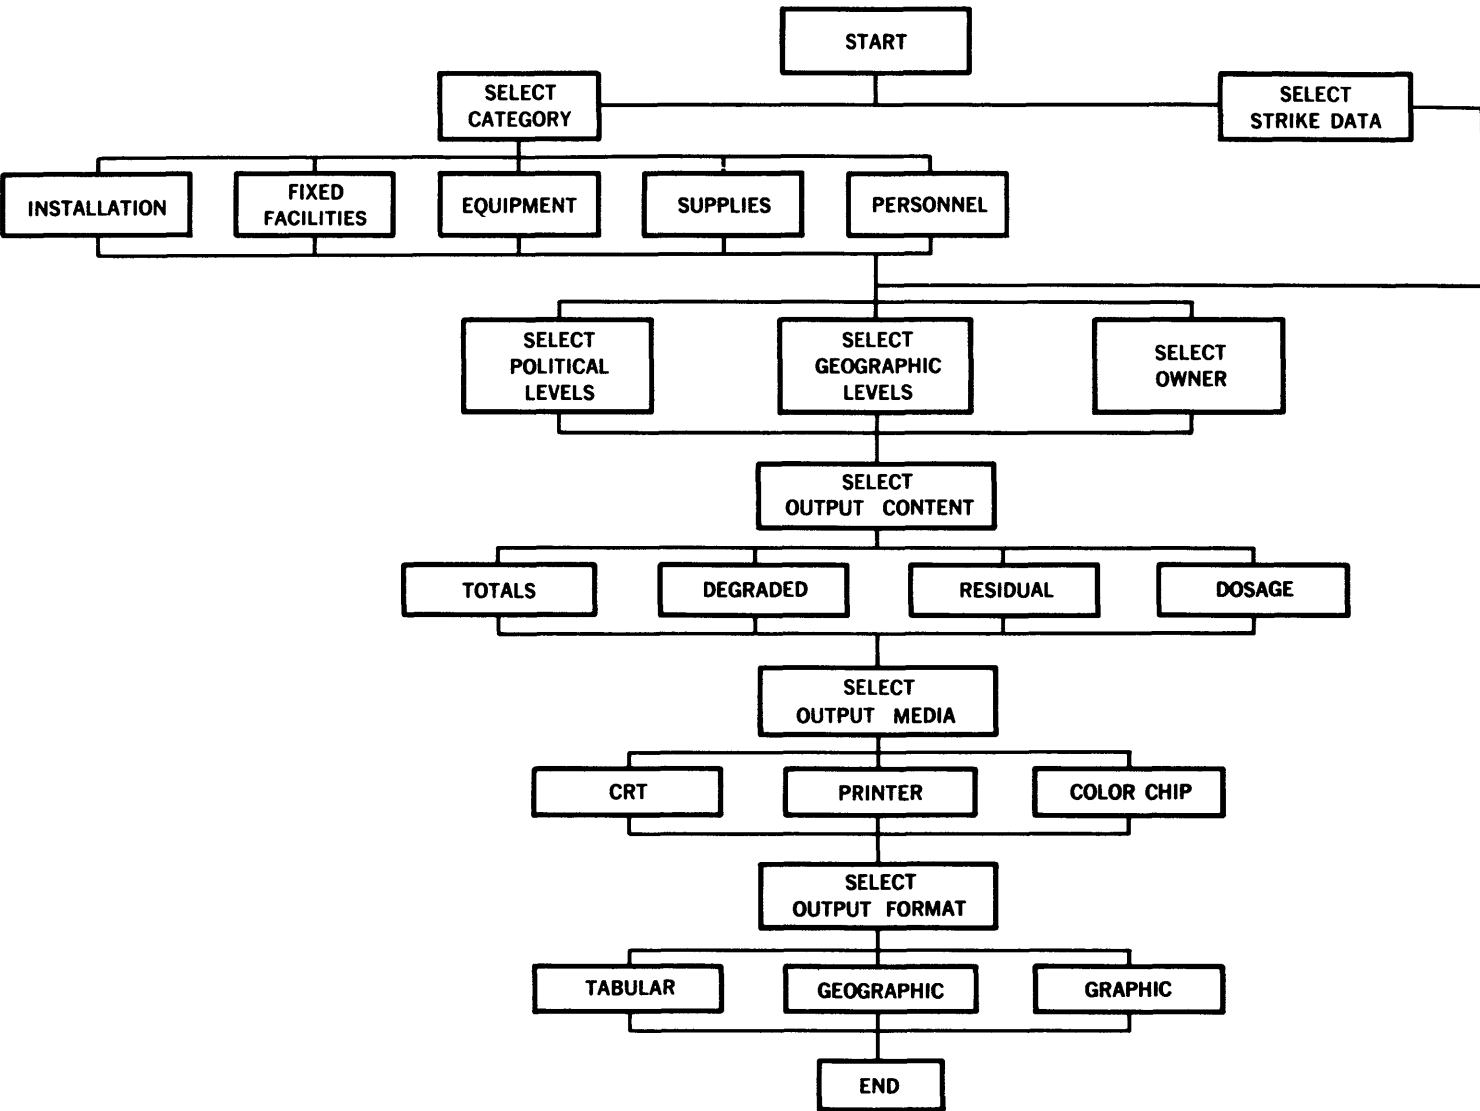 START
SELECT
CATEGORY
SELECT
STRIKE DATA
INSTALLATION
FIXED
FACILITIES
EQUIPMENT
SUPPLIES
PERSONNEL
SELECT
POLITICAL
LEVELS
SELECT
GEOGRAPHIC
LEVELS
SELECT
OWNER
SELECT
OUTPUT CONTENT
TOTALS
DEGRADED
RESIDUAL
DOSAGE
SELECT
OUTPUT MEDIA
CRT
PRINTER
COLOR CHIP
SELECT
OUTPUT FORMAT
TABULAR
GEOGRAPHIC
GRAPHIC
END